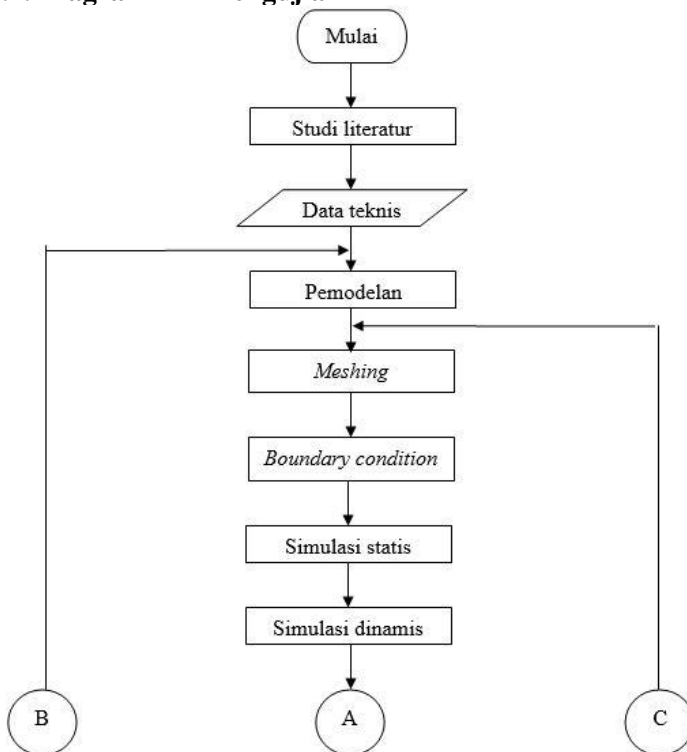 Mulai
Studi literatur
Data teknis
Pemodelan
Meshing
Boundary condition
Simulasi statis
Simulasi dinamis
B
A
C